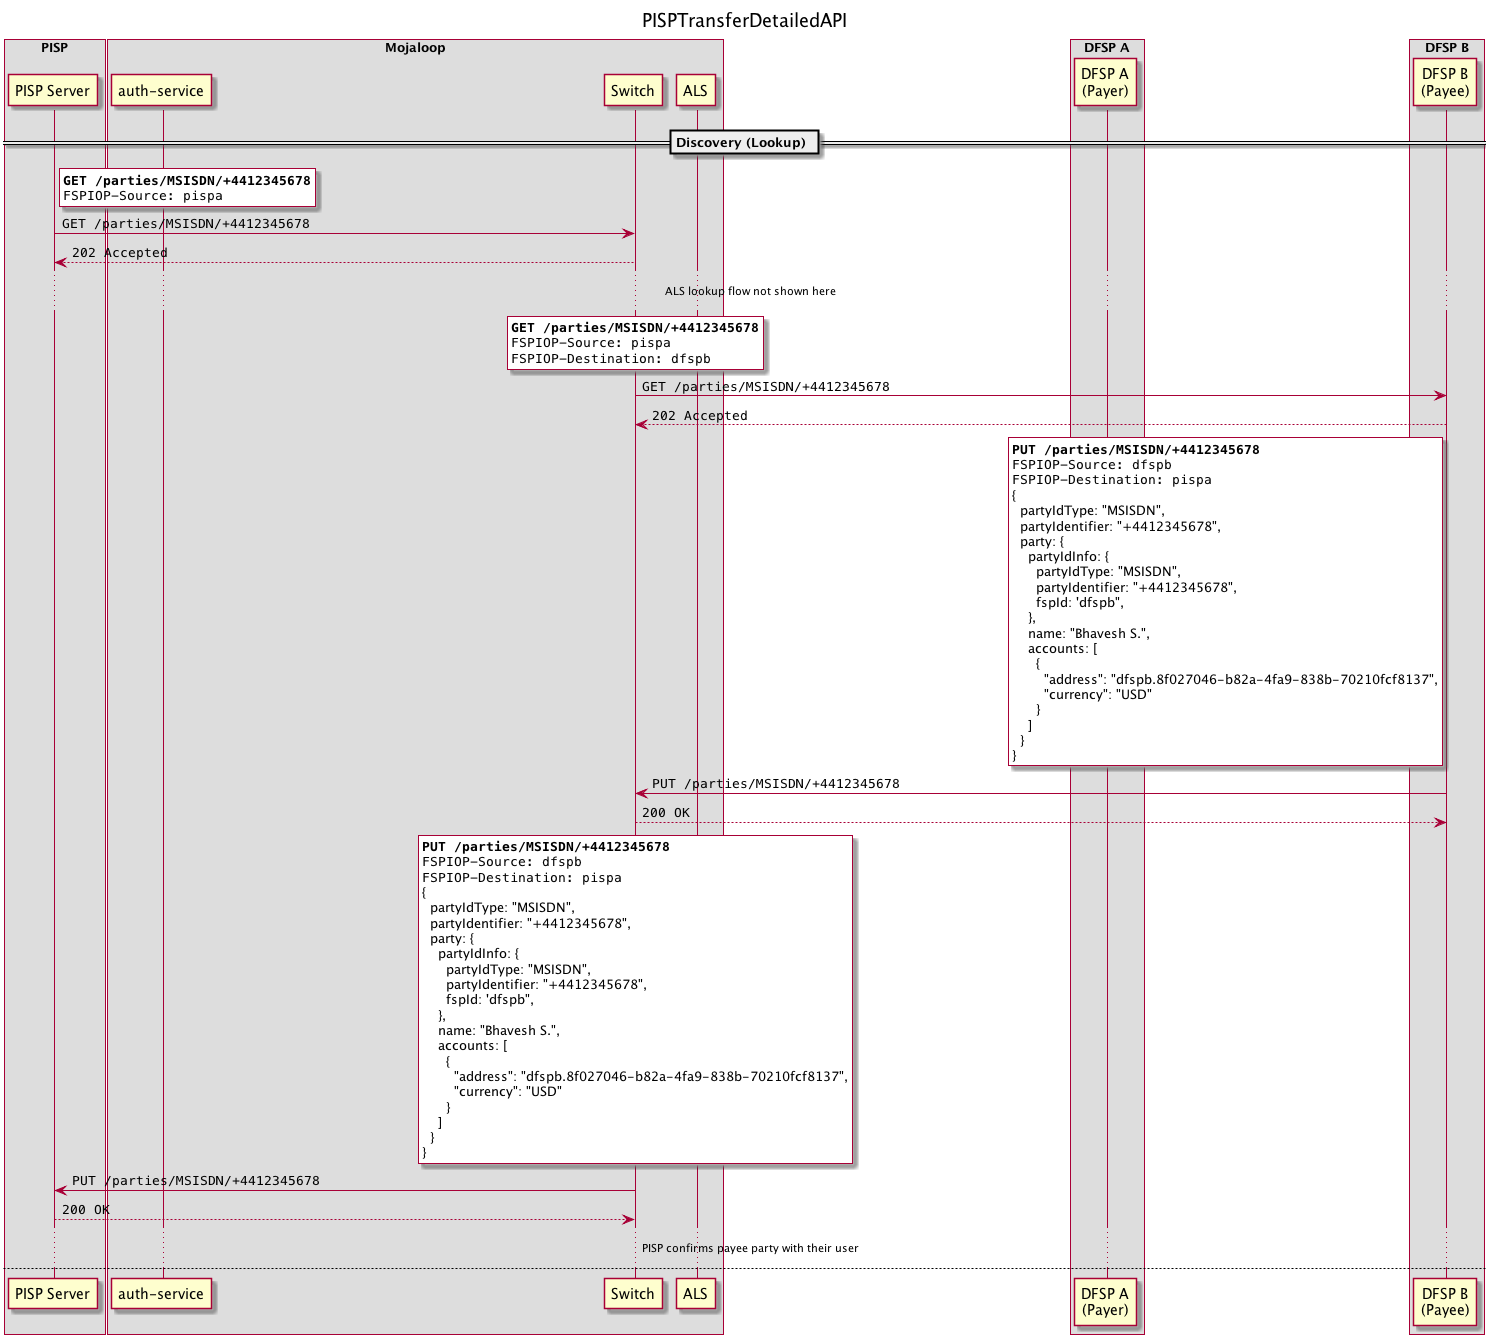 PISPTransferDetailedAPI
PISP
Mojaloop
DFSP A
DFSP B
PISP Server
auth-service
Switch
ALS
DFSP A
(Payer)
DFSP B
(Payee)
Discovery (Lookup)
GET /parties/MSISDN/+4412345678
FSPIOP-Source: pispa
GET /parties/MSISDN/+4412345678
202 Accepted
ALS lookup flow not shown here
GET /parties/MSISDN/+4412345678
FSPIOP-Source: pispa
FSPIOP-Destination: dfspb
GET /parties/MSISDN/+4412345678
202 Accepted
PUT /parties/MSISDN/+4412345678
FSPIOP-Source: dfspb
FSPIOP-Destination: pispa
{
partyIdType: "MSISDN",
partyIdentifier: "+4412345678",
party: {
partyIdInfo: {
partyIdType: "MSISDN",
partyIdentifier: "+4412345678",
fspId: 'dfspb",
},
name: "Bhavesh S.",
accounts: [
{
"address": "dfspb.8f027046-b82a-4fa9-838b-70210fcf8137",
"currency": "USD"
}
]
}
}
PUT /parties/MSISDN/+4412345678
200 OK
PUT /parties/MSISDN/+4412345678
FSPIOP-Source: dfspb
FSPIOP-Destination: pispa
{
partyIdType: "MSISDN",
partyIdentifier: "+4412345678",
party: {
partyIdInfo: {
partyIdType: "MSISDN",
partyIdentifier: "+4412345678",
fspId: 'dfspb",
},
name: "Bhavesh S.",
accounts: [
{
"address": "dfspb.8f027046-b82a-4fa9-838b-70210fcf8137",
"currency": "USD"
}
]
}
}
PUT /parties/MSISDN/+4412345678
200 OK
PISP confirms payee party with their user
PISP Server
auth-service
Switch
ALS
DFSP A
(Payer)
DFSP B
(Payee)